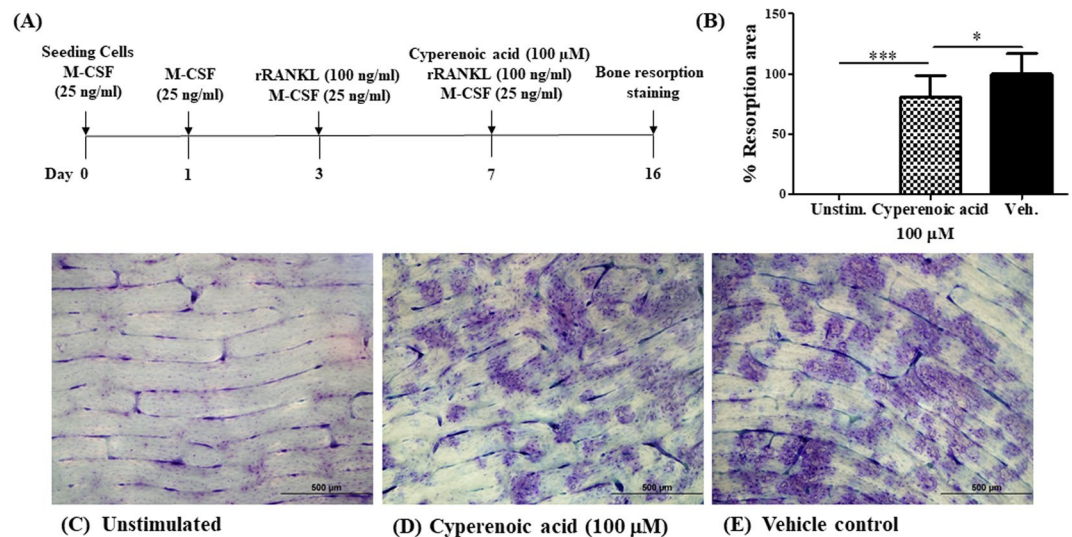 (A)
Seeding Cells
M-CSF
(25 ng/ml)
M-CSF
(25 ng/ml)
rRANKL (100 ng/ml)
M-CSF (25 ng/ml)
Cyperenoic acid (100 µM)
rRANKL (100 ng/ml)
M-CSF (25 ng/ml)
Bone resorption
staining
Day 0 1 3 7 16
(B)
% Resorption area
150
100
50
0
***
*
Unstim. Cyperenoic acid Veh.
100 µM
500 µm
500 µm
500 µm
(C) Unstimulated
(D) Cyperenoic acid (100 µM)
(E) Vehicle control